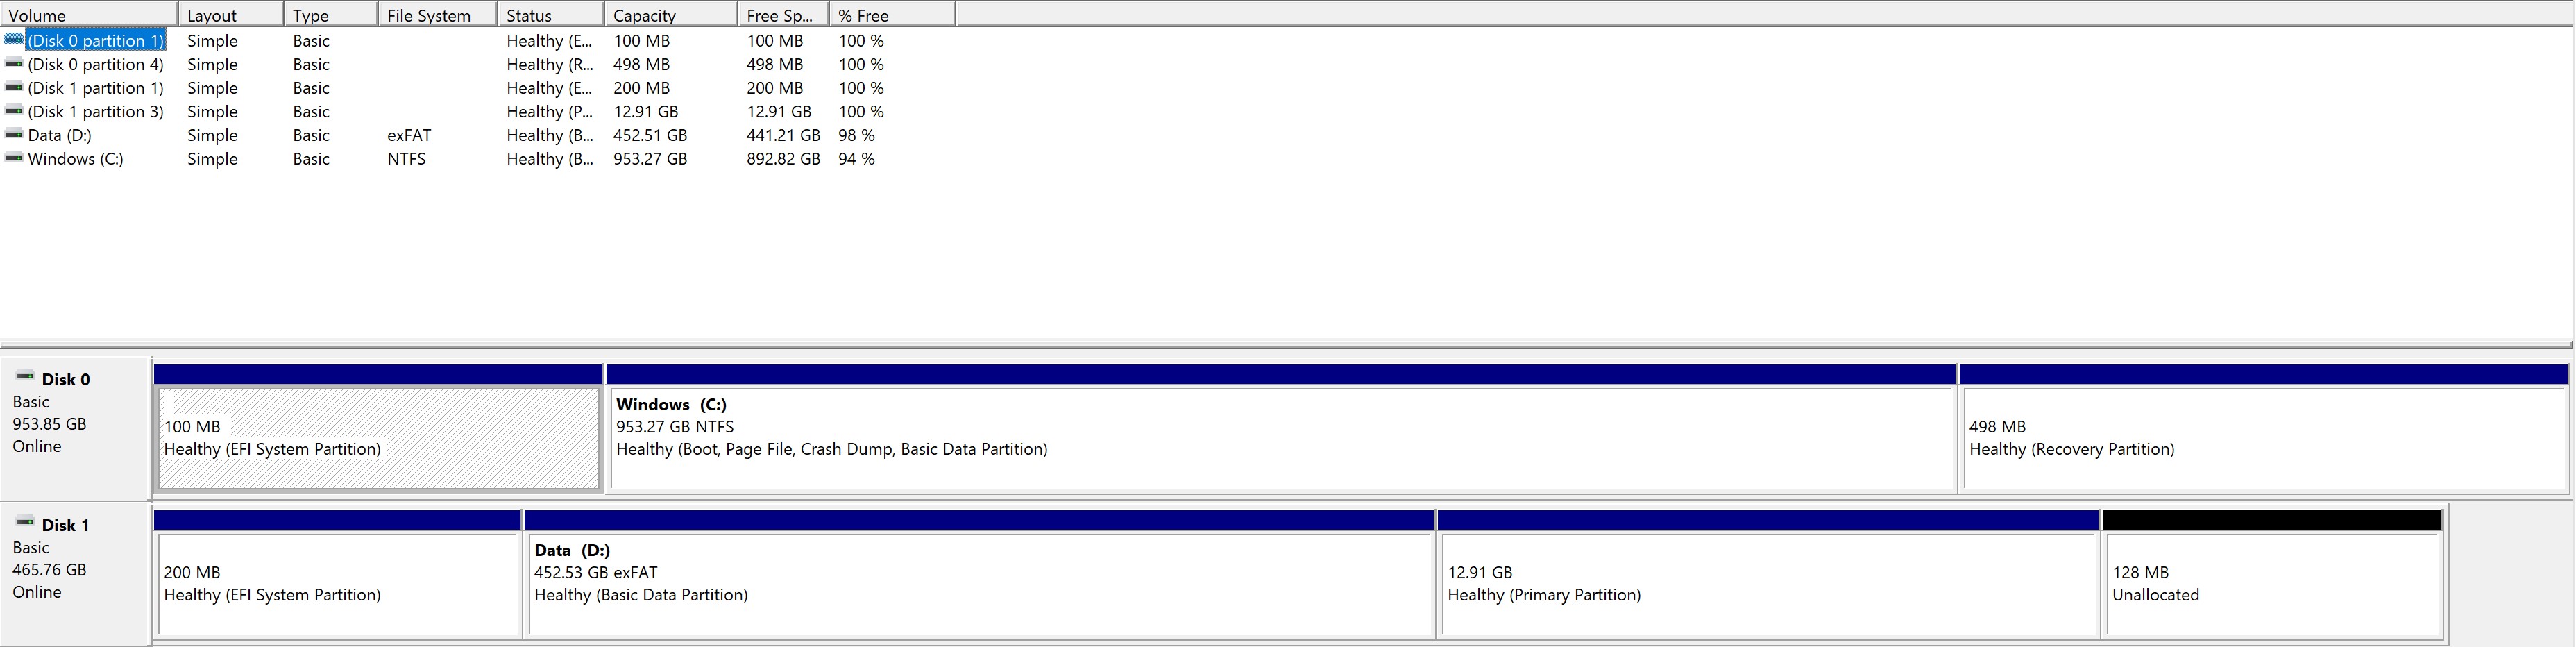 Volume Layout Type File System Status Capacity Free Sp... % Free
(Disk 0 partition 1) Simple Basic Healthy (E... 100 MB 100 MB 100 %
(Disk 0 partition 4) Simple Basic Healthy (R... 498 MB 498 MB 100 %
(Disk 1 partition 1) Simple Basic Healthy (E... 200 MB 200 MB 100 %
(Disk 1 partition 3) Simple Basic Healthy (P... 12.91 GB 12.91 GB 100 %
Data (D:) Simple Basic exFAT Healthy (B... 452.51 GB 441.21 GB 98 %
Windows (C:) Simple Basic NTFS Healthy (B... 953.27 GB 892.82 GB 94 %
Disk 0
Basic
953.85 GB
Online
100 MB
Healthy (EFI System Partition)
Windows (C:)
953.27 GB NTFS
Healthy (Boot, Page File, Crash Dump, Basic Data Partition)
498 MB
Healthy (Recovery Partition)
Disk 1
Basic
465.76 GB
Online
200 MB
Healthy (EFI System Partition)
Data (D:)
452.53 GB exFAT
Healthy (Basic Data Partition)
12.91 GB
Healthy (Primary Partition)
128 MB
Unallocated